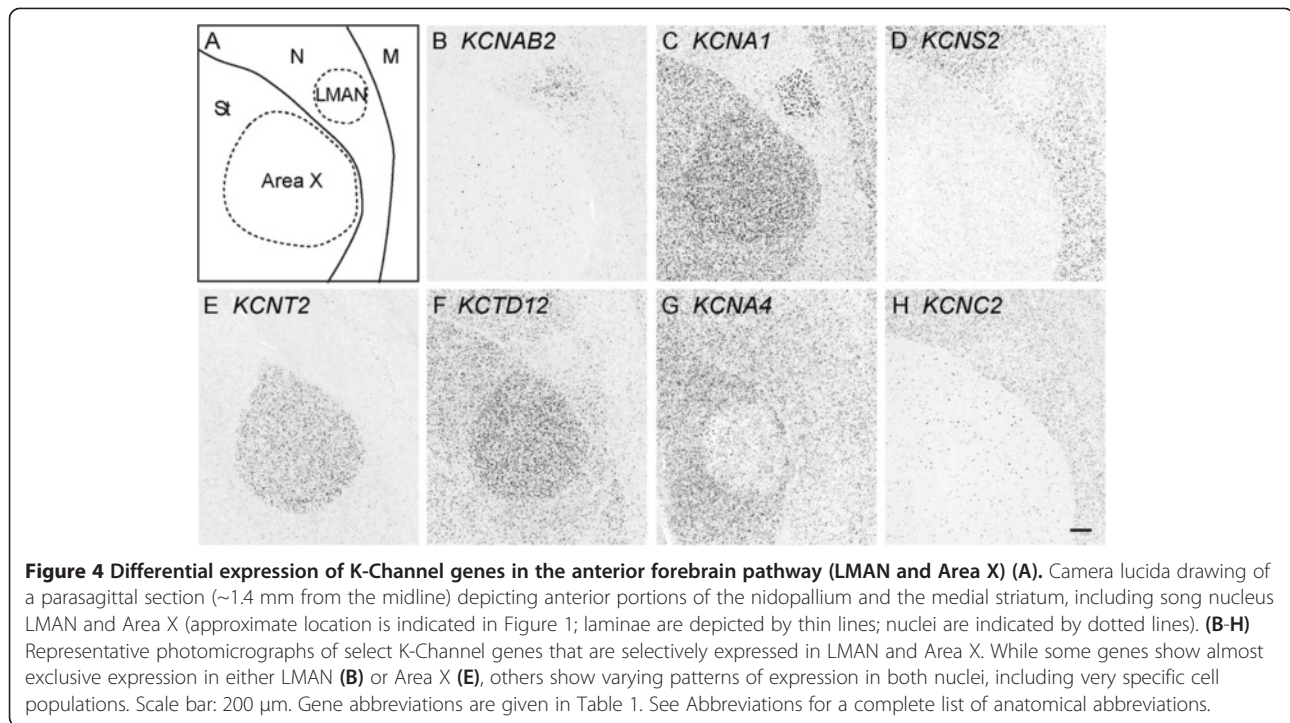 A
N
M
LMAN
St
Area X
B KCNAB2
C KCNA1
D KCNS2
E KCNT2
F KCTD12
G KCNA4
H KCNC2
Figure 4 Differential expression of K-Channel genes in the anterior forebrain pathway (LMAN and Area X) (A). Camera lucida drawing of
a parasagittal section (~1.4 mm from the midline) depicting anterior portions of the nidopallium and the medial striatum, including song nucleus
LMAN and Area X (approximate location is indicated in Figure 1; laminae are depicted by thin lines; nuclei are indicated by dotted lines). (B-H)
Representative photomicrographs of select K-Channel genes that are selectively expressed in LMAN and Area X. While some genes show almost
exclusive expression in either LMAN (B) or Area X (E), others show varying patterns of expression in both nuclei, including very specific cell
populations. Scale bar: 200 μm. Gene abbreviations are given in Table 1. See Abbreviations for a complete list of anatomical abbreviations.